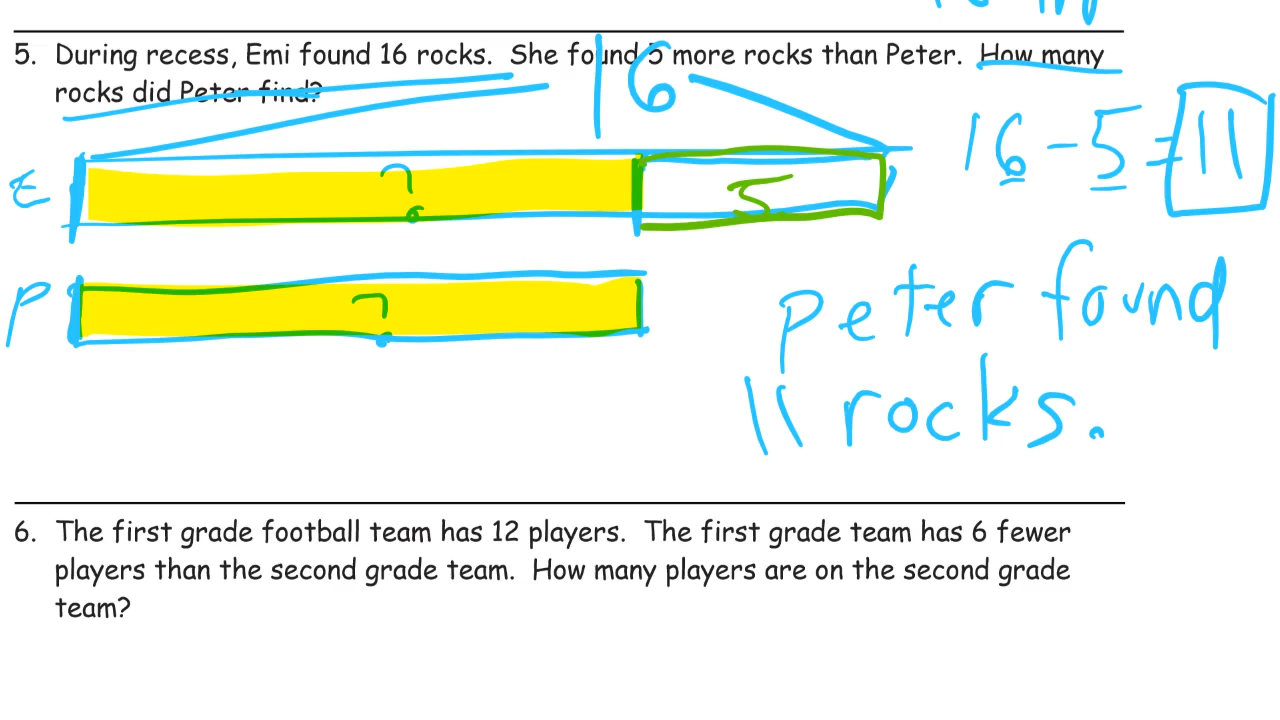 5. During recess, Emi found 16 rocks. She found 5 more rocks than Peter. How many
rocks did Peter find?
16
16 - 5 = 11
E ? 5
P ?
Peter found
11 rocks.
6. The first grade football team has 12 players. The first grade team has 6 fewer
players than the second grade team. How many players are on the second grade
team?